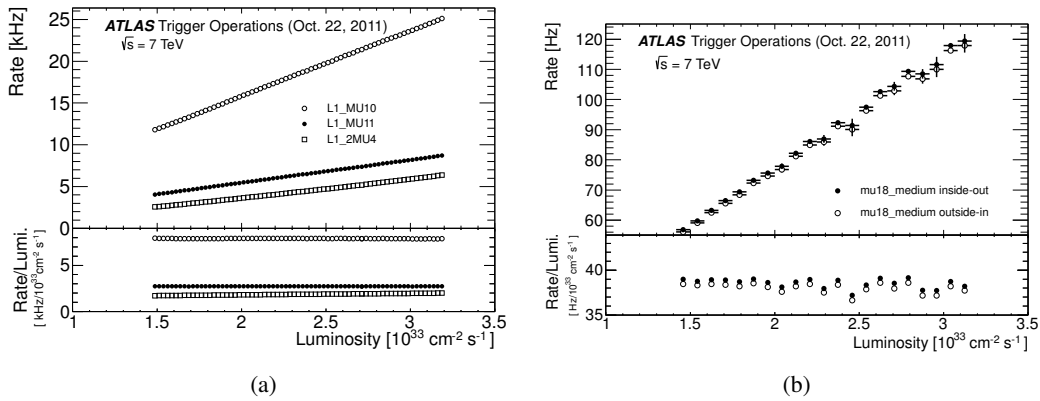 ATLAS Trigger Operations (Oct. 22, 2011)
√s = 7 TeV
Rate [kHz]
25
20
15
10
5
0
L1_MU10
L1_MU11
L1_2MU4
Rate/Lumi.
[ kHz/10³³cm⁻² s⁻¹]
5
0
1 1.5 2 2.5 3 3.5
Luminosity [10³³ cm⁻² s⁻¹]
(a)
ATLAS Trigger Operations (Oct. 22, 2011)
√s = 7 TeV
Rate [Hz]
120
110
100
90
80
70
60
mu18_medium inside-out
mu18_medium outside-in
Rate/Lumi.
[ Hz/10³³cm⁻² s⁻¹]
40
35
1 1.5 2 2.5 3 3.5
Luminosity [10³³ cm⁻² s⁻¹]
(b)